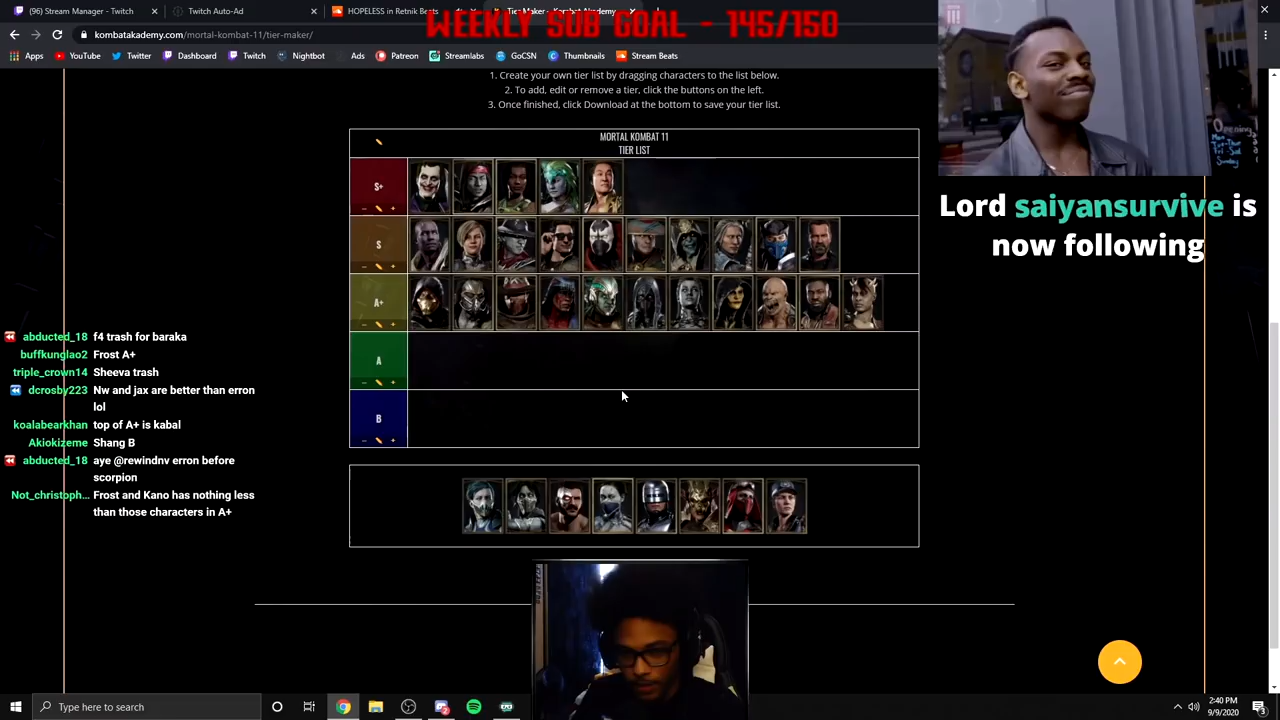 (96) Stream Manager - Twitch
Twitch Auto-Ad
HOPELESS in Retnik Beats
WEEKLY SUB GOAL - 145/150
kombatakademy.com/mortal-kombat-11/tier-maker/
Apps
YouTube
Twitter
Dashboard
Twitch
Nightbot
Patreon
Streamlabs
GoCSN
Thumbnails
Stream Beats
1. Create your own tier list by dragging characters to the list below.
2. To add, edit or remove a tier, click the buttons on the left.
3. Once finished, click Download at the bottom to save your tier list.
MORTAL KOMBAT 11
TIER LIST
S+
S
A+
A
B
Lord saiyansurvive is
now following
abducted_18 f4 trash for baraka
buffkunglao2 Frost A+
triple_crown14 Sheeva trash
dcrosby223 Nw and jax are better than erron
lol
koalabearkhan top of A+ is kabal
Akiokizeme Shang B
abducted_18 aye @rewindnv erron before
scorpion
Not_christoph... Frost and Kano has nothing less
than those characters in A+
Type here to search
2:40 PM
9/9/2020